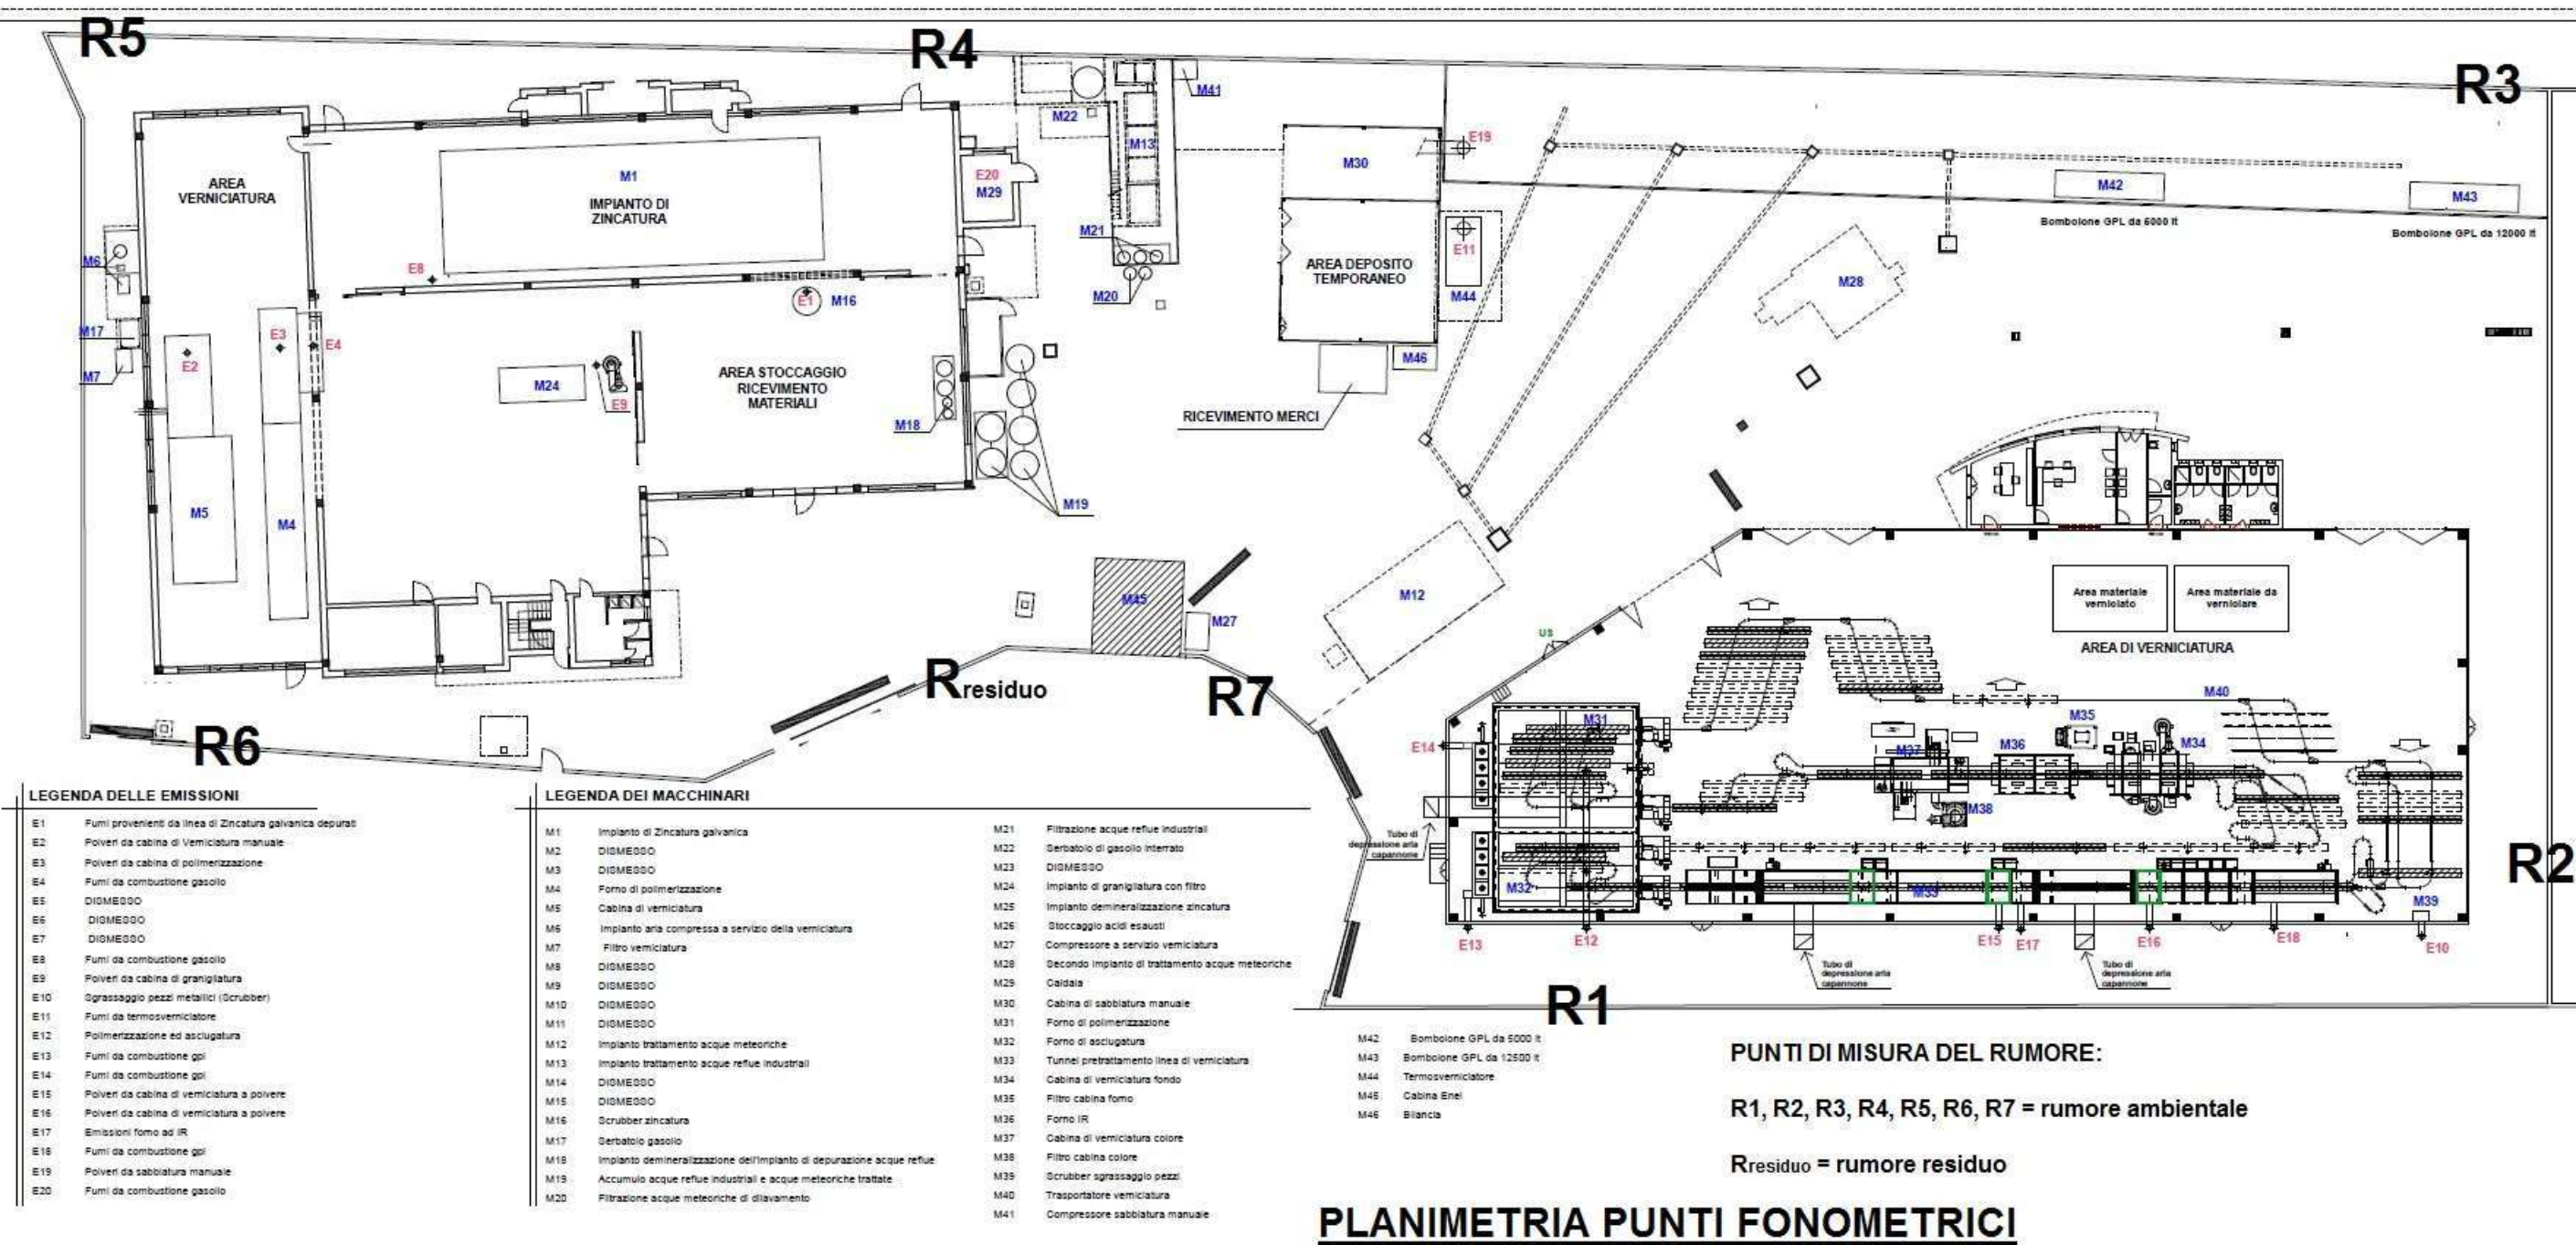 R5
R4
R3
M41
M22
M13
E19
M30
M1
IMPIANTO DI
ZINCATURA
AREA
VERNICIATURA
E20
M29
M42
M43
Bombolone GPL da 5000 lt
Bombolone GPL da 12000 lt
M21
M20
E11
M44
AREA DEPOSITO
TEMPORANEO
M28
M6
E8
E1
M16
M17
E3
E4
E2
M7
M24
E9
AREA STOCCAGGIO
RICEVIMENTO
MATERIALI
M18
M46
RICEVIMENTO MERCI
M19
M5
M4
M45
M27
M12
U3
Area materiale
verniciato
Area materiale da
verniciare
AREA DI VERNICIATURA
Rresiduo
R7
R6
M31
M40
M35
M34
M36
M37
M38
E14
Tubo di
depressione aria
capannone
M32
M33
M39
R2
E13
E12
E15
E17
E16
E18
E10
Tubo di
depressione aria
capannone
Tubo di
depressione aria
capannone
R1
LEGENDA DELLE EMISSIONI
E1 Fumi provenienti da linea di Zincatura galvanica depurati
E2 Polveri da cabina di Verniciatura manuale
E3 Polveri da cabina di polimerizzazione
E4 Fumi da combustione gasolio
E5 DISMESSO
E6 DISMESSO
E7 DISMESSO
E8 Fumi da combustione gasolio
E9 Polveri da cabina di granigliatura
E10 Sgrassaggio pezzi metallici (Scrubber)
E11 Fumi da termosverniciatore
E12 Polimerizzazione ed asciugatura
E13 Fumi da combustione gpl
E14 Fumi da combustione gpl
E15 Polveri da cabina di verniciatura a polvere
E16 Polveri da cabina di verniciatura a polvere
E17 Emissioni forno ad IR
E18 Fumi da combustione gpl
E19 Polveri da sabbiatura manuale
E20 Fumi da combustione gasolio
LEGENDA DEI MACCHINARI
M1 Impianto di Zincatura galvanica
M2 DISMESSO
M3 DISMESSO
M4 Forno di polimerizzazione
M5 Cabina di verniciatura
M6 Impianto aria compressa a servizio della verniciatura
M7 Filtro verniciatura
M8 DISMESSO
M9 DISMESSO
M10 DISMESSO
M11 DISMESSO
M12 Impianto trattamento acque meteoriche
M13 Impianto trattamento acque reflue industriali
M14 DISMESSO
M15 DISMESSO
M16 Scrubber zincatura
M17 Serbatoio gasolio
M18 Impianto demineralizzazione dell'impianto di depurazione acque reflue
M19 Accumulo acque reflue industriali e acque meteoriche trattate
M20 Filtrazione acque meteoriche di dilavamento
M21 Filtrazione acque reflue industriali
M22 Serbatoio di gasolio interrato
M23 DISMESSO
M24 Impianto di granigliatura con filtro
M25 Impianto demineralizzazione zincatura
M26 Stoccaggio acidi esausti
M27 Compressore a servizio verniciatura
M28 Secondo impianto di trattamento acque meteoriche
M29 Caldaia
M30 Cabina di sabbiatura manuale
M31 Forno di polimerizzazione
M32 Forno di asciugatura
M33 Tunnel pretrattamento linea di verniciatura
M34 Cabina di verniciatura fondo
M35 Filtro cabina forno
M36 Forno IR
M37 Cabina di verniciatura colore
M38 Filtro cabina colore
M39 Scrubber sgrassaggio pezzi
M40 Trasportatore verniciatura
M41 Compressore sabbiatura manuale
M42 Bombolone GPL da 5000 lt
M43 Bombolone GPL da 12500 lt
M44 Termosverniciatore
M45 Cabina Enel
M46 Bilancia
PUNTI DI MISURA DEL RUMORE:
R1, R2, R3, R4, R5, R6, R7 = rumore ambientale
Rresiduo = rumore residuo
PLANIMETRIA PUNTI FONOMETRICI